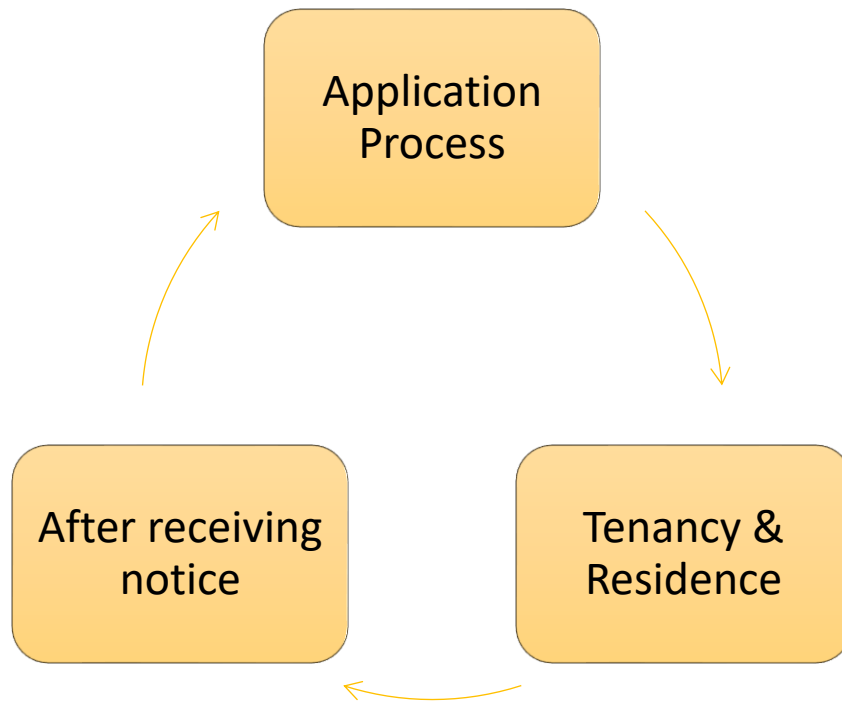 Application
Process
After receiving
notice
Tenancy &
Residence